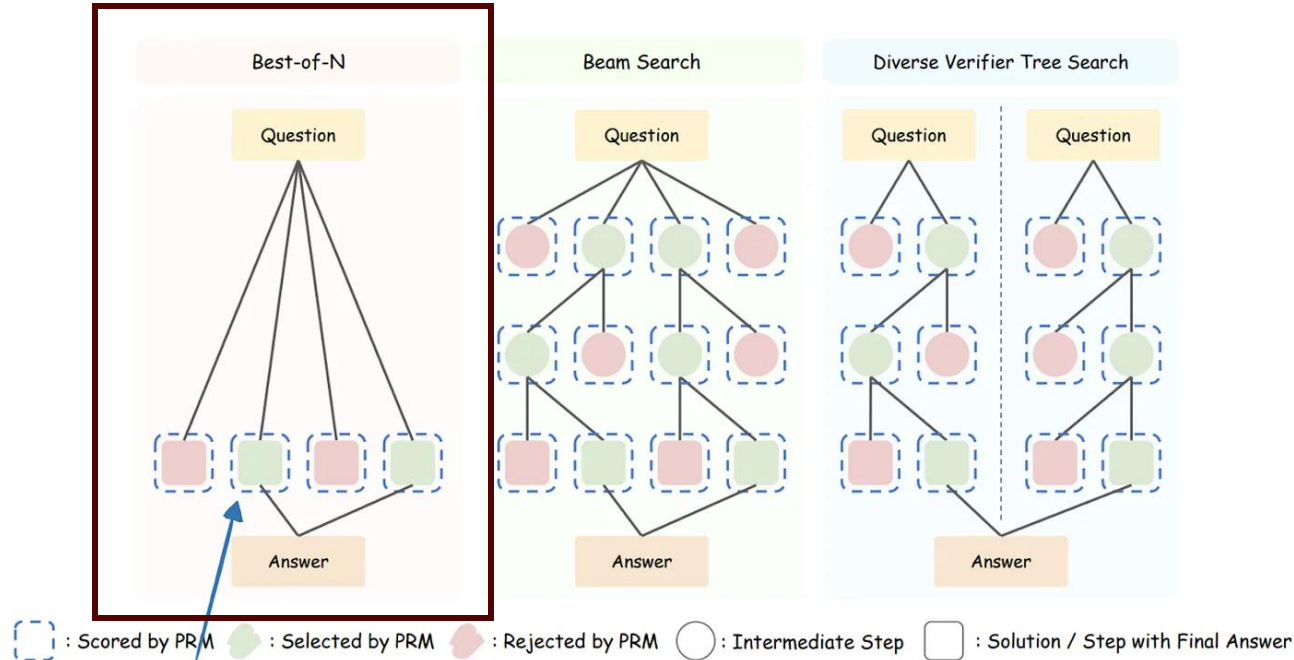 Best-of-N
Beam Search
Diverse Verifier Tree Search
Question
Question
Question
Question
Answer
Answer
Answer
: Scored by PRM
: Selected by PRM
: Rejected by PRM
: Intermediate Step
: Solution / Step with Final Answer